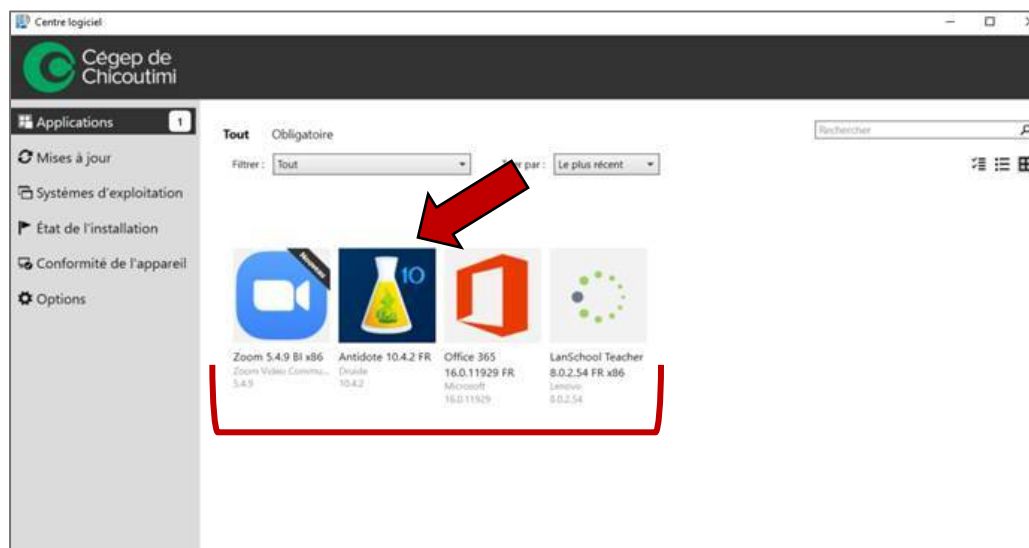 Centre logiciel
Cégep de
Chicoutimi
Applications 1
Mises à jour
Systèmes d'exploitation
État de l'installation
Conformité de l'appareil
Options
Tout Obligatoire
Rechercher
Filtrer : Tout
par : Le plus récent
Nouveau
10
Zoom 5.4.9 BI x86
Zoom Video Commu...
5.4.9
Antidote 10.4.2 FR
Druide
10.4.2
Office 365
16.0.11929 FR
Microsoft
16.0.11929
LanSchool Teacher
8.0.2.54 FR x86
Lenovo
8.0.2.54